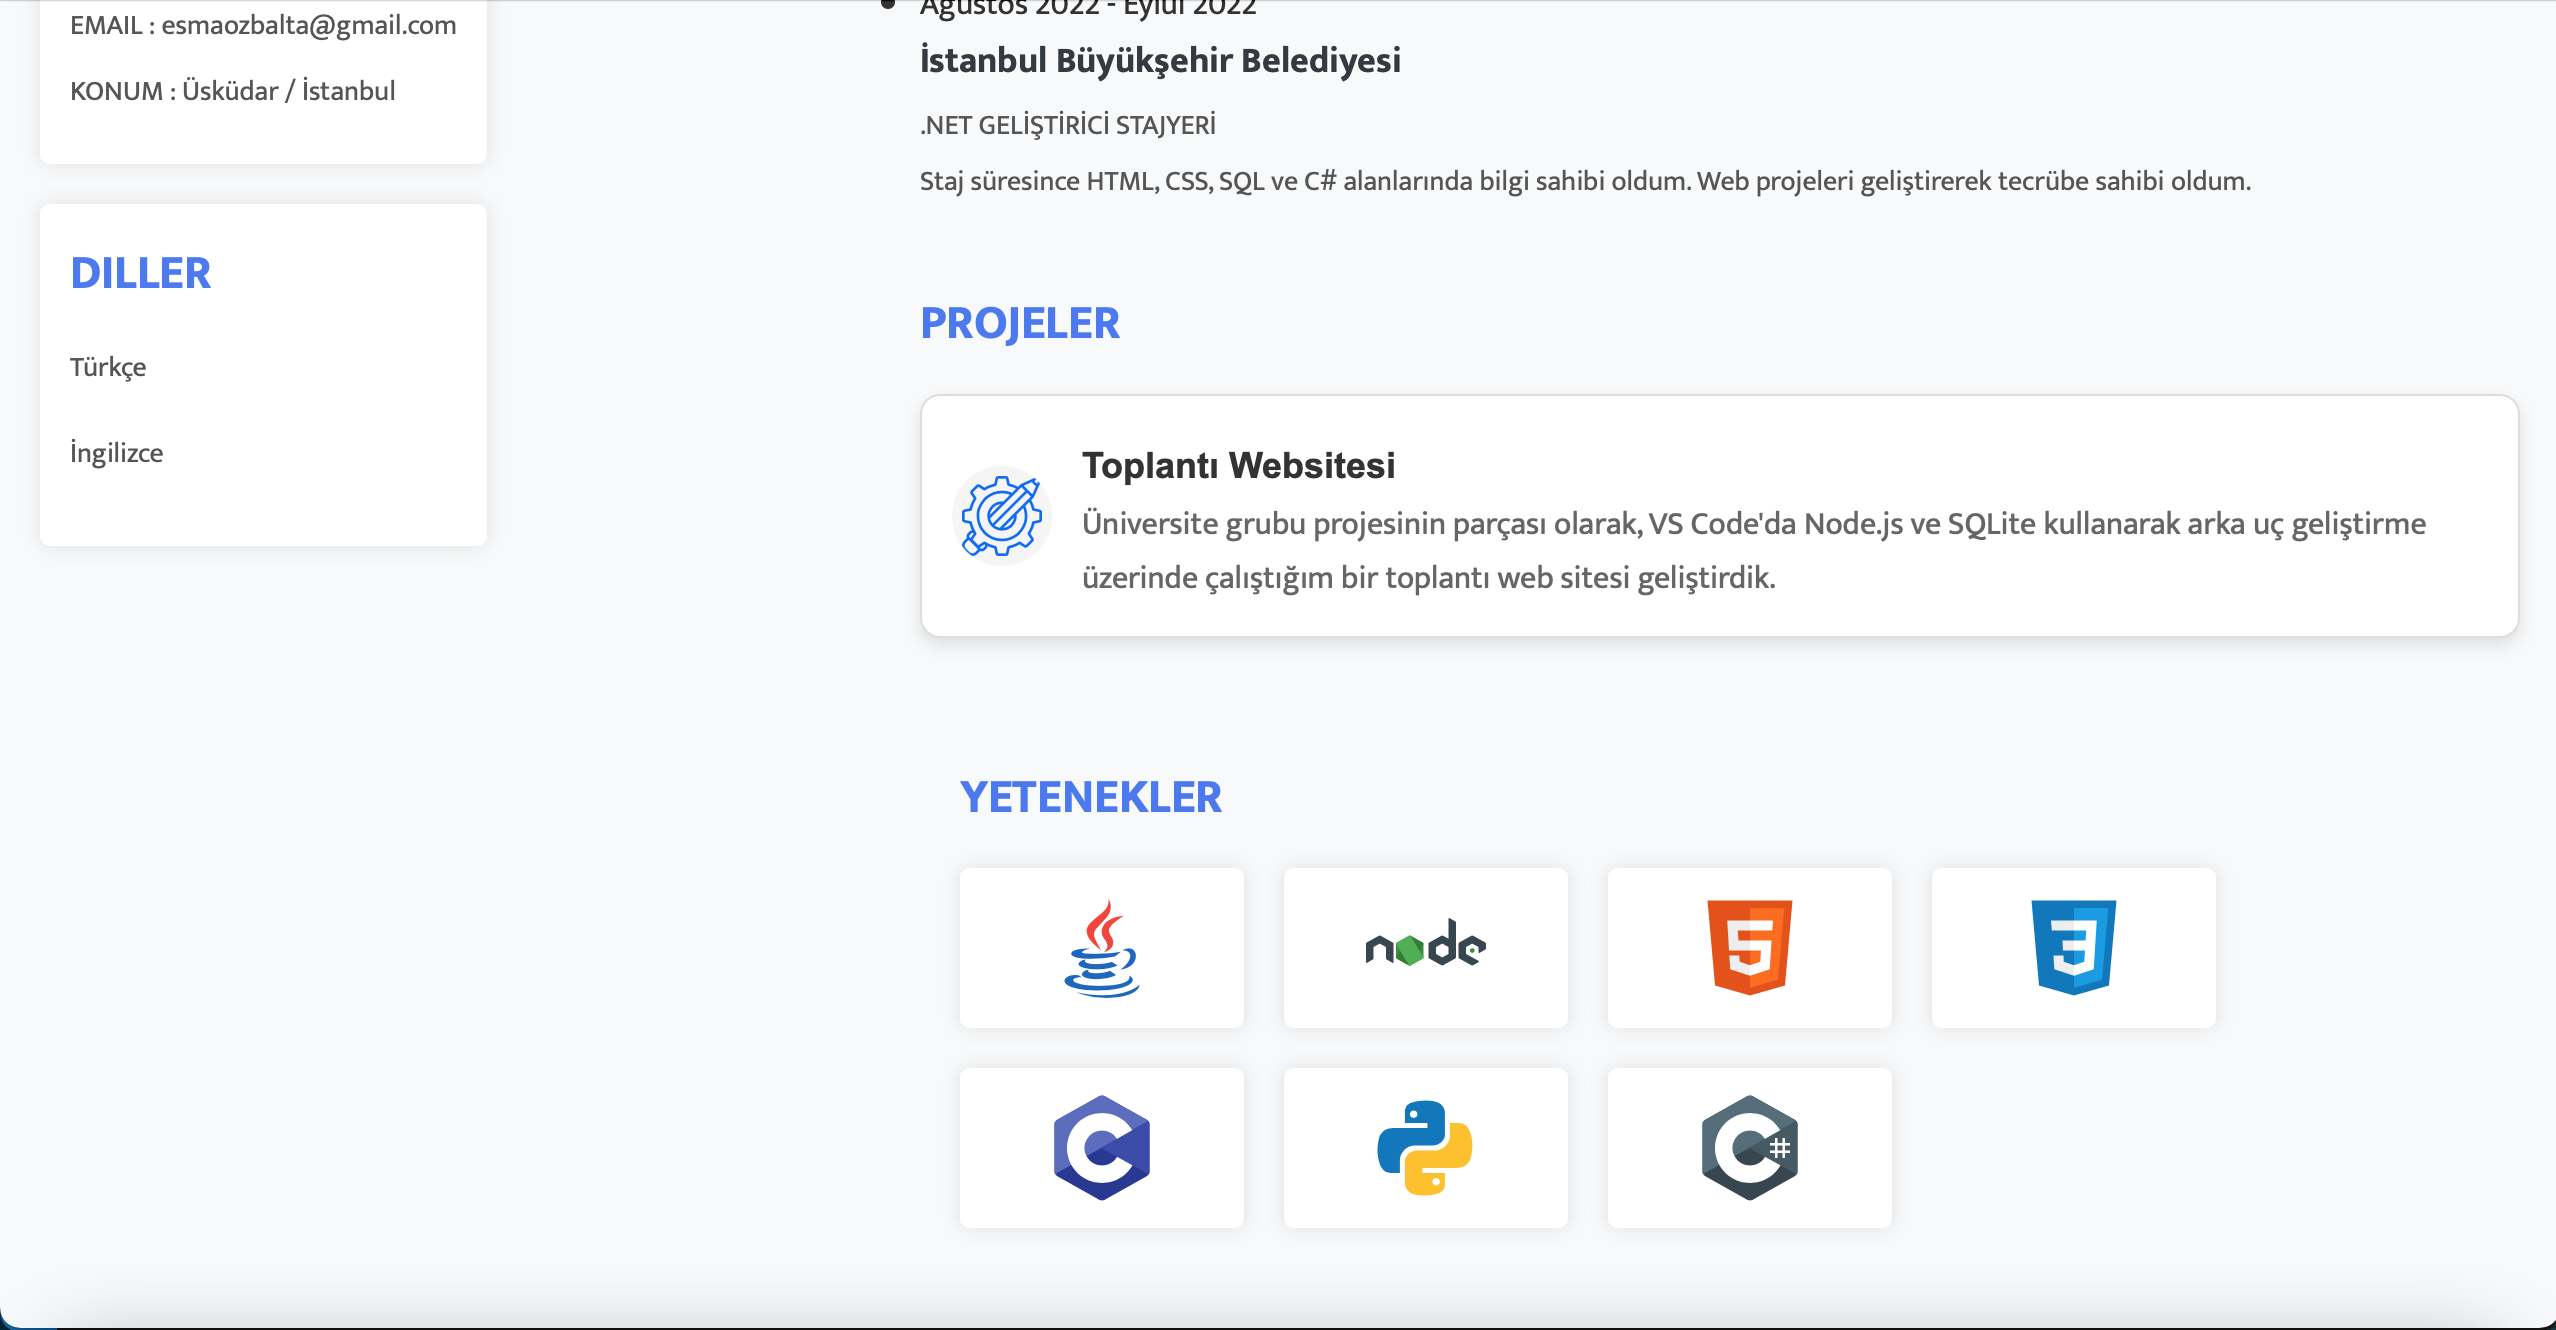 EMAIL : esmaozbalta@gmail.com
KONUM : Üsküdar / İstanbul
DILLER
Türkçe
İngilizce
Ağustos 2022 - Eylül 2022
İstanbul Büyükşehir Belediyesi
.NET GELİŞTİRİCİ STAJYERİ
Staj süresince HTML, CSS, SQL ve C# alanlarında bilgi sahibi oldum. Web projeleri geliştirerek tecrübe sahibi oldum.
PROJELER
Toplantı Websitesi
Üniversite grubu projesinin parçası olarak, VS Code'da Node.js ve SQLite kullanarak arka uç geliştirme
üzerinde çalıştığım bir toplantı web sitesi geliştirdik.
YETENEKLER
node
5
3
C
C#